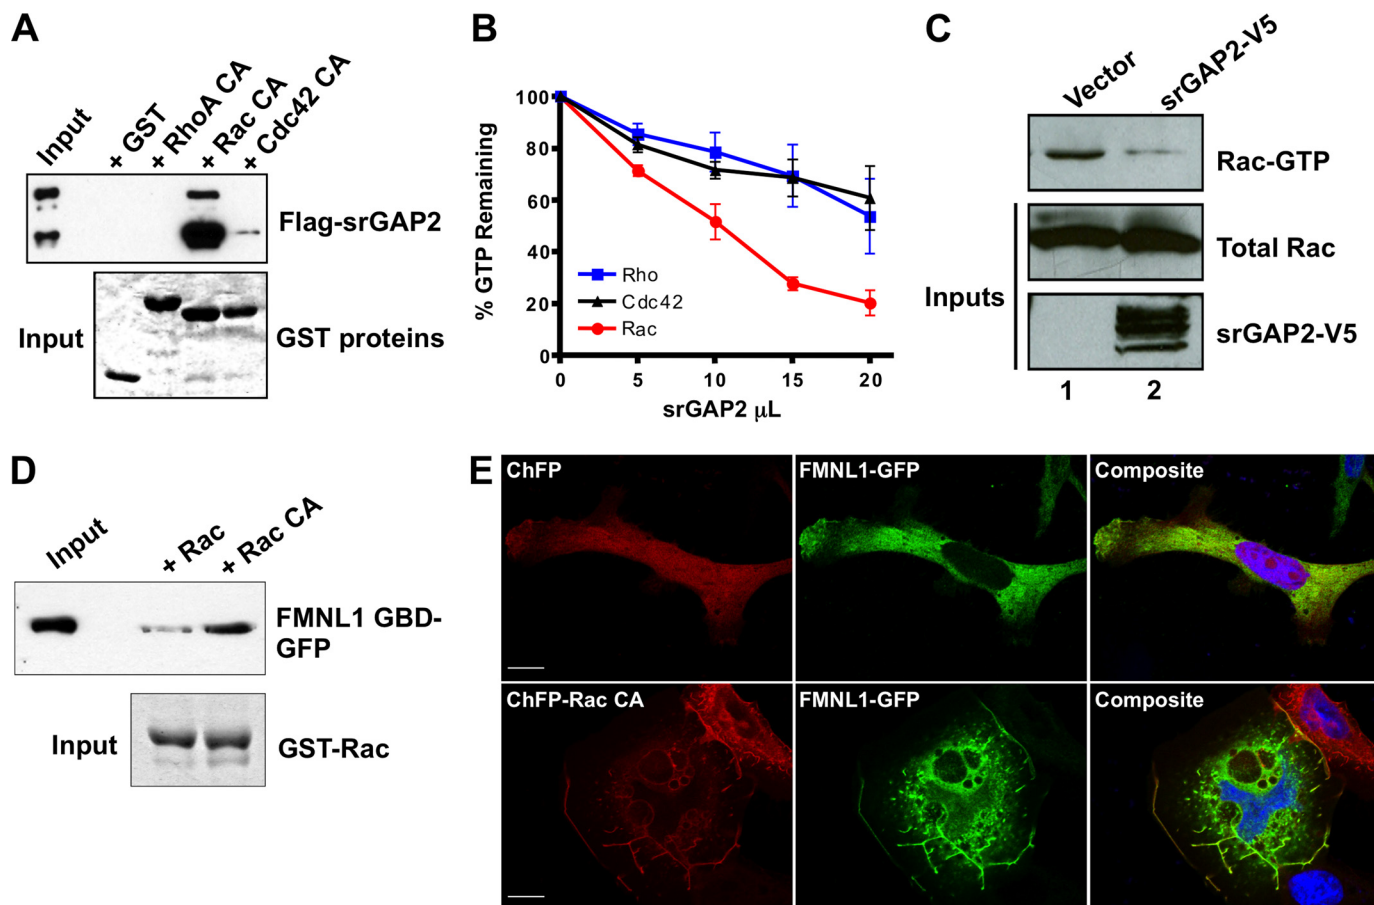 A
Input
+ GST
+ RhoA CA
+ Rac CA
+ Cdc42 CA
Flag-srGAP2
Input
GST proteins
B
% GTP Remaining
100
80
60
40
20
0
Rho
Cdc42
Rac
0 5 10 15 20
srGAP2 μL
C
Vector
srGAP2-V5
Rac-GTP
Total Rac
Inputs
srGAP2-V5
1 2
D
Input
+ Rac
+ Rac CA
FMNL1 GBD-
GFP
Input
GST-Rac
E
ChFP
FMNL1-GFP
Composite
ChFP-Rac CA
FMNL1-GFP
Composite